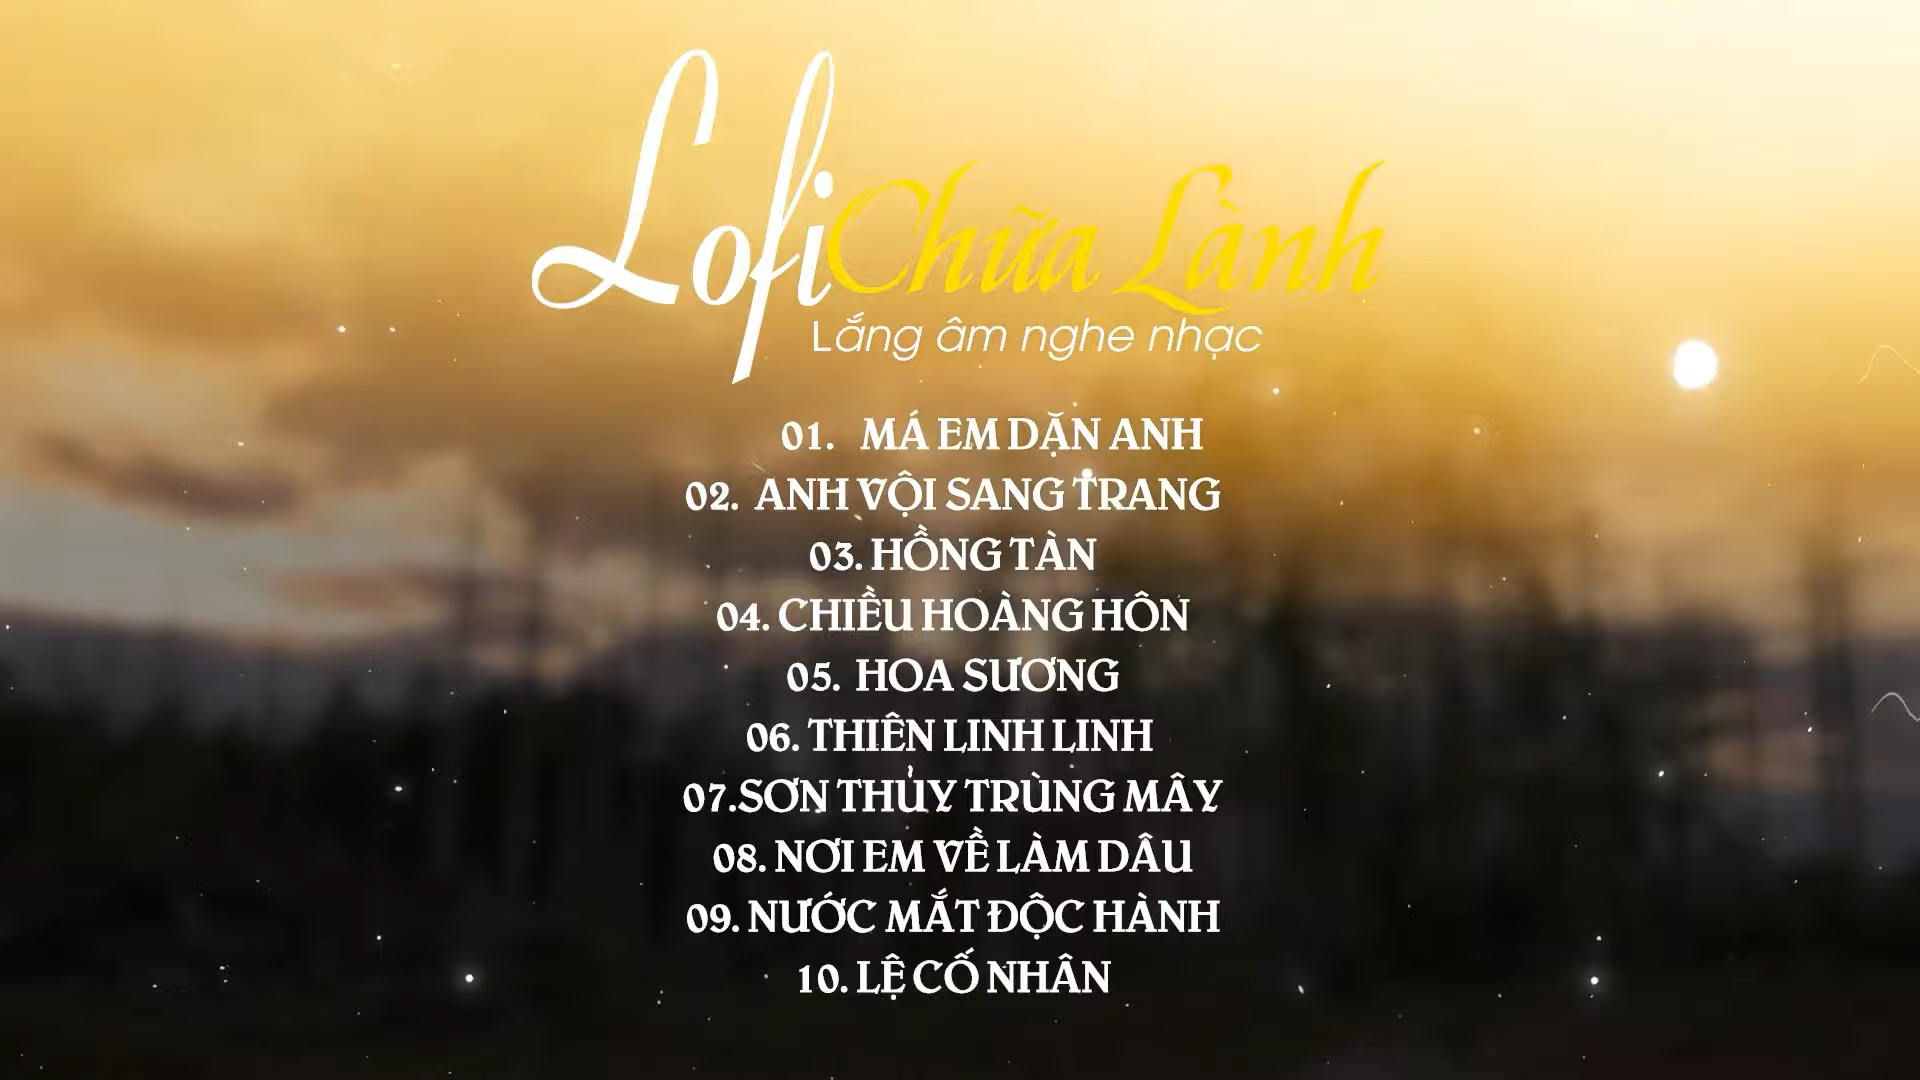 Lofi Chữa Lành
Lắng âm nghe nhạc
01. MÁ EM DẶN ANH
02. ANH VỘI SANG TRANG
03. HỒNG TÀN
04. CHIỀU HOÀNG HÔN
05. HOA SƯƠNG
06. THIÊN LINH LINH
07.SƠN THỦY TRÙNG MÂY
08. NƠI EM VỀ LÀM DÂU
09. NƯỚC MẮT ĐỘC HÀNH
10. LỆ CỐ NHÂN